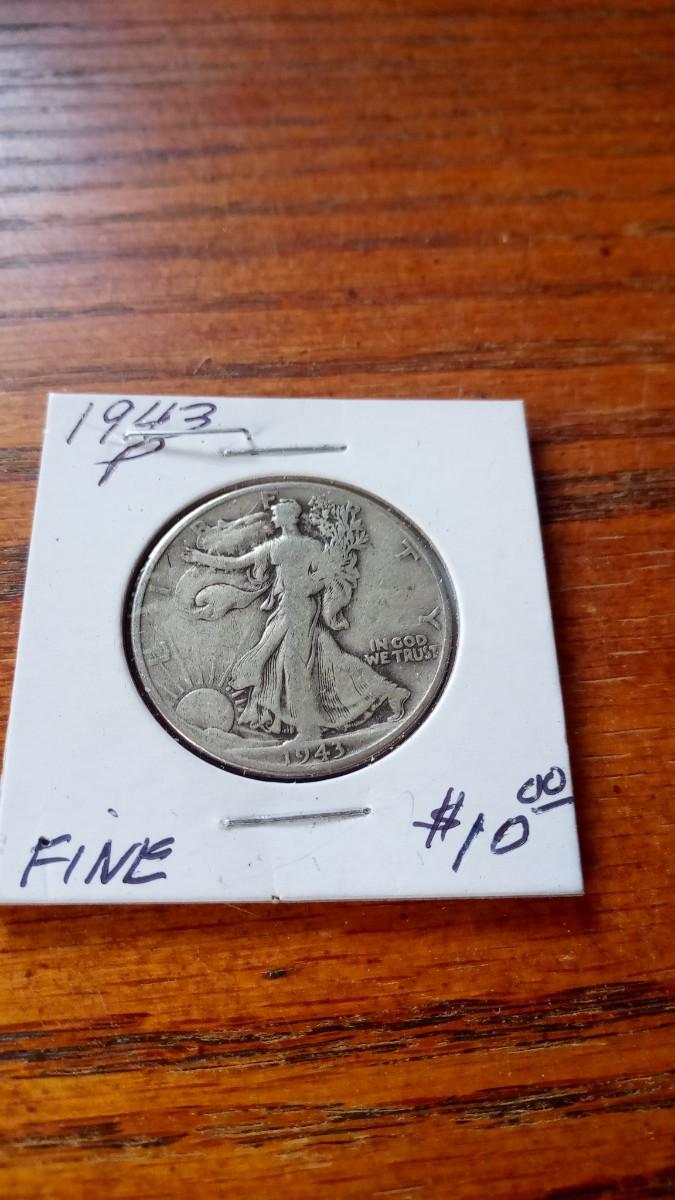 1943
P
LIBERTY
IN GOD
WE TRUST
1943
FINE
$10.00